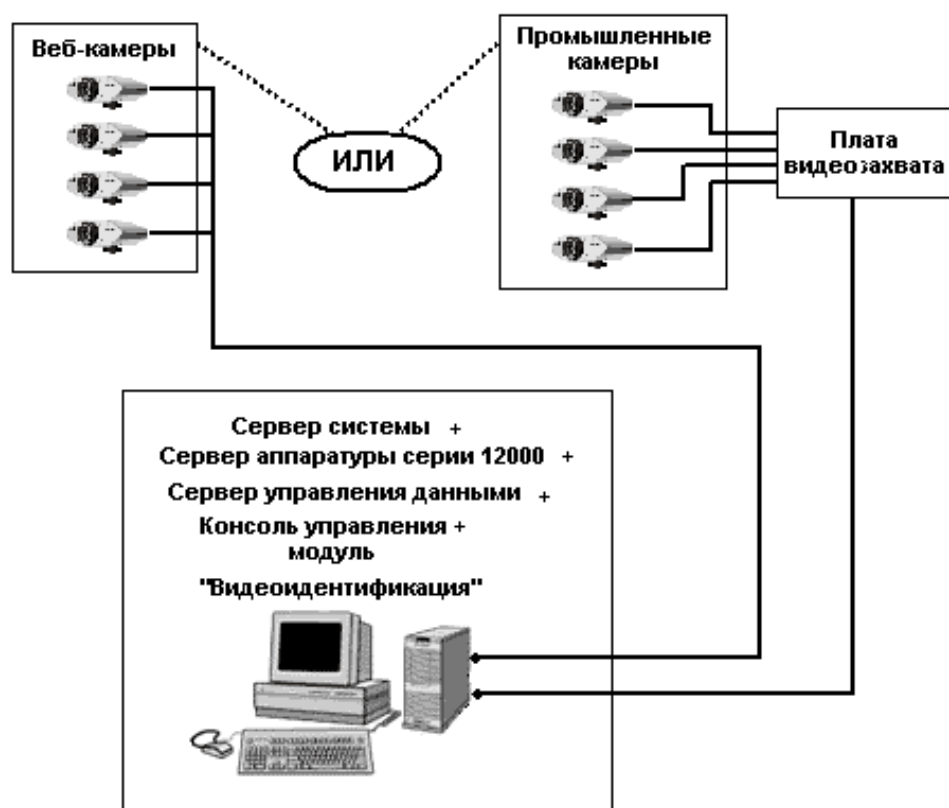 Веб-камеры
Промышленные
камеры
ИЛИ
Плата
видеозахвата
Сервер системы +
Сервер аппаратуры серии 12000 +
Сервер управления данными +
Консоль управления +
модуль
"Видеоидентификация"